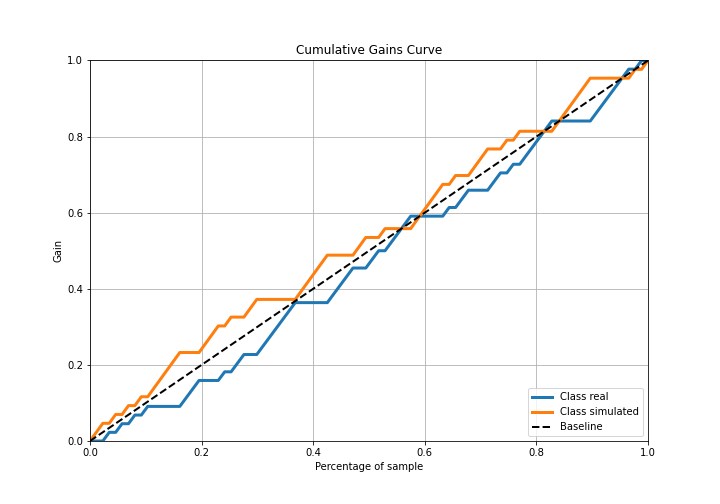 Cumulative Gains Curve
1.0
0.8
0.6
0.4
0.2
0.0
Gain
0.0 0.2 0.4 0.6 0.8 1.0
Percentage of sample
Class real
Class simulated
Baseline